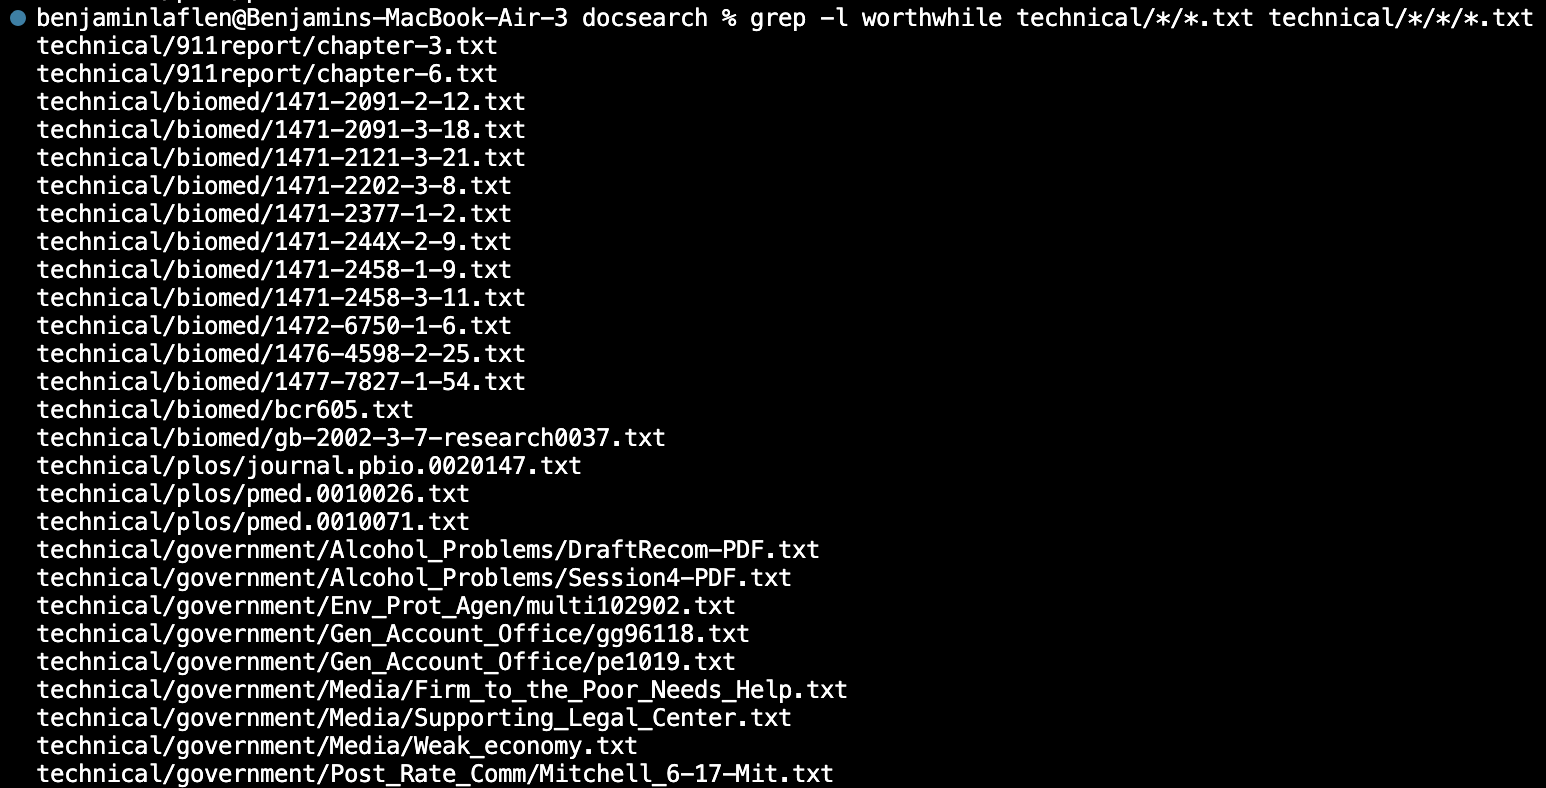 benjaminlaflen@Benjamins-MacBook-Air-3 docsearch % grep -l worthwhile technical/*/*.txt technical/*/*/*.txt
technical/911report/chapter-3.txt
technical/911report/chapter-6.txt
technical/biomed/1471-2091-2-12.txt
technical/biomed/1471-2091-3-18.txt
technical/biomed/1471-2121-3-21.txt
technical/biomed/1471-2202-3-8.txt
technical/biomed/1471-2377-1-2.txt
technical/biomed/1471-244X-2-9.txt
technical/biomed/1471-2458-1-9.txt
technical/biomed/1471-2458-3-11.txt
technical/biomed/1472-6750-1-6.txt
technical/biomed/1476-4598-2-25.txt
technical/biomed/1477-7827-1-54.txt
technical/biomed/bcr605.txt
technical/biomed/gb-2002-3-7-research0037.txt
technical/plos/journal.pbio.0020147.txt
technical/plos/pmed.0010026.txt
technical/plos/pmed.0010071.txt
technical/government/Alcohol_Problems/DraftRecom-PDF.txt
technical/government/Alcohol_Problems/Session4-PDF.txt
technical/government/Env_Prot_Agen/multi102902.txt
technical/government/Gen_Account_Office/gg96118.txt
technical/government/Gen_Account_Office/pe1019.txt
technical/government/Media/Firm_to_the_Poor_Needs_Help.txt
technical/government/Media/Supporting_Legal_Center.txt
technical/government/Media/Weak_economy.txt
technical/government/Post_Rate_Comm/Mitchell_6-17-Mit.txt